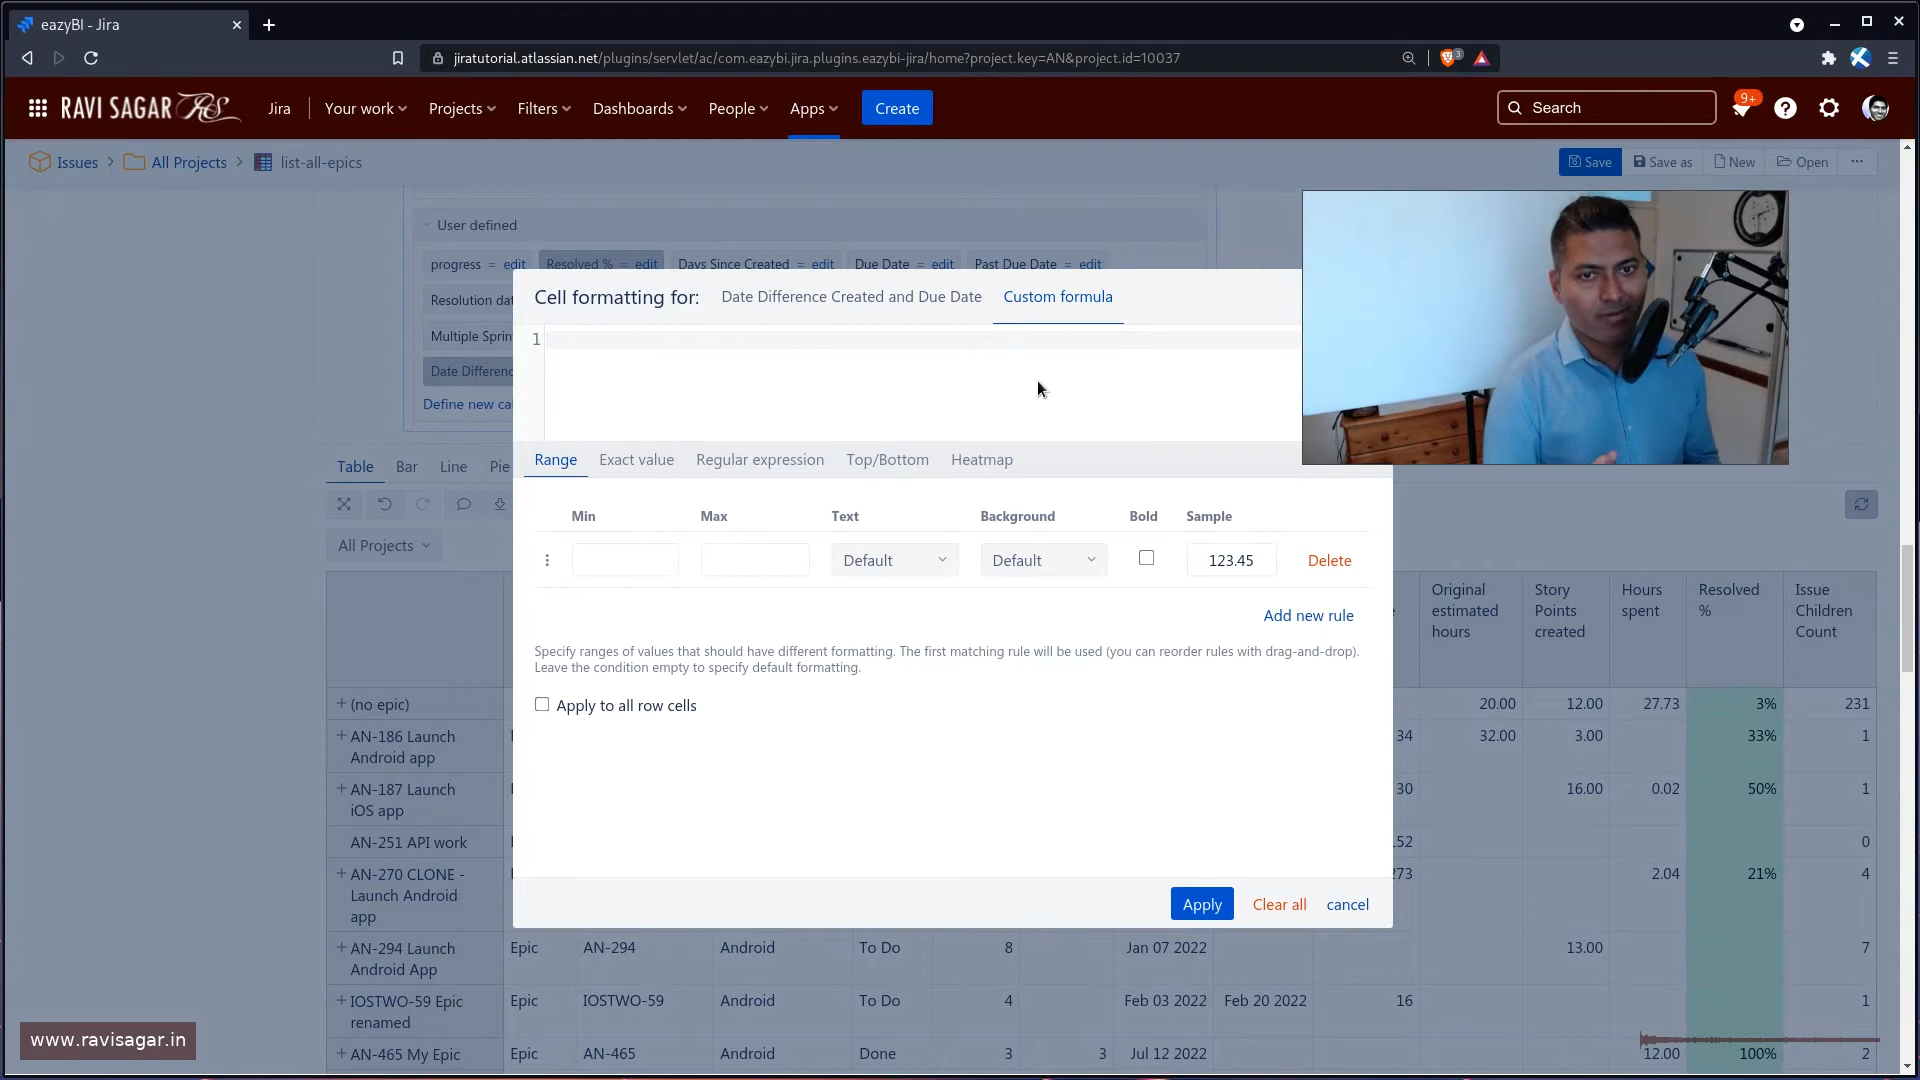 eazyBI - Jira
jiratutorial.atlassian.net/plugins/servlet/ac/com.eazybi.jira.plugins.eazybi-jira/home?project.key=AN&project.id=10037
3
RAVI SAGAR RS
Jira
Your work
Projects
Filters
Dashboards
People
Apps
Create
Search
9+
Issues
All Projects
list-all-epics
Save
Save as
New
Open
User defined
progress = edit
Resolved % = edit
Days Since Created = edit
Due Date = edit
Past Due Date = edit
Resolution
Multiple
Date
Define new
Cell formatting for:
Date Difference Created and Due Date
Custom formula
1
Range
Exact value
Regular expression
Top/Bottom
Heatmap
Min
Max
Text
Background
Bold
Sample
Default
Default
123.45
Delete
Add new rule
Specify ranges of values that should have different formatting. The first matching rule will be used (you can reorder rules with drag-and-drop).
Leave the condition empty to specify default formatting.
Apply to all row cells
Apply
Clear all
cancel
Table
Bar
Line
Pie
All Projects
Original
estimated
hours
Story
Points
created
Hours
spent
Resolved
%
Issue
Children
Count
(no epic)
20.00
12.00
27.73
3%
231
AN-186 Launch
Android app
34
32.00
3.00
33%
1
AN-187 Launch
iOS app
30
16.00
0.02
50%
1
AN-251 API work
52
0
AN-270 CLONE -
Launch Android
app
73
2.04
21%
4
AN-294 Launch
Android App
Epic
AN-294
Android
To Do
8
Jan 07 2022
13.00
7
IOSTWO-59 Epic
renamed
Epic
IOSTWO-59
Android
To Do
4
Feb 03 2022
Feb 20 2022
16
1
AN-465 My Epic
Epic
AN-465
Android
Done
3
3
Jul 12 2022
12.00
100%
2
www.ravisagar.in